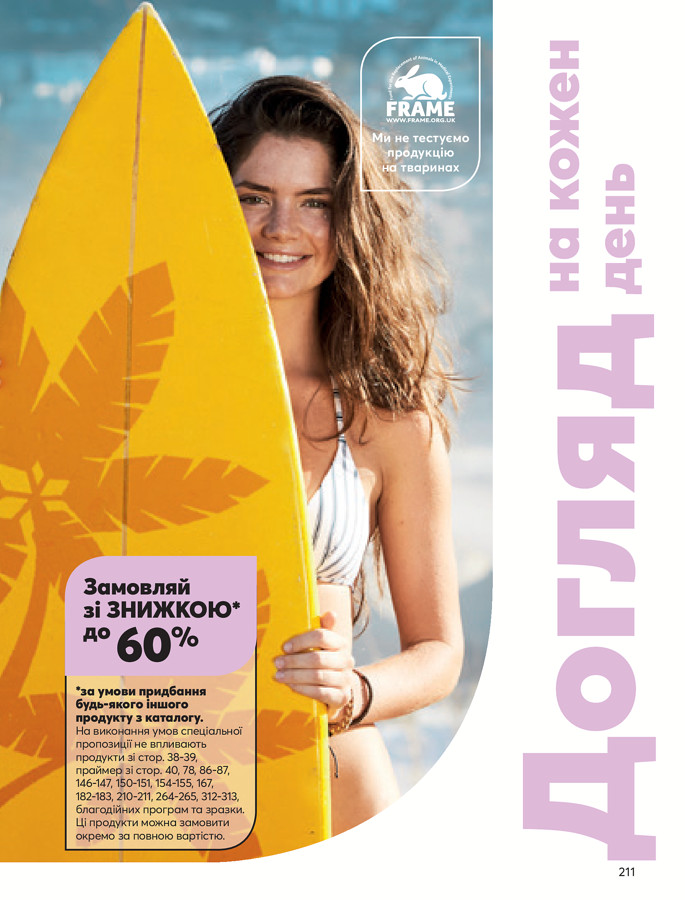 FRAME
WWW.FRAME.ORG.UK
Ми не тестуємо
продукцію
на тваринах
Догляд
на кожен
день
Замовляй
зі ЗНИЖКОЮ*
до 60%
*за умови придбання
будь-якого іншого
продукту з каталогу.
На виконання умов спеціальної
пропозиції не впливають
продукти зі стор. 38-39,
праймер зі стор. 40, 78, 86-87,
146-147, 150-151, 154-155, 167,
182-183, 210-211, 264-265, 312-313,
благодійних програм та зразки.
Ці продукти можна замовити
окремо за повною вартістю.
211